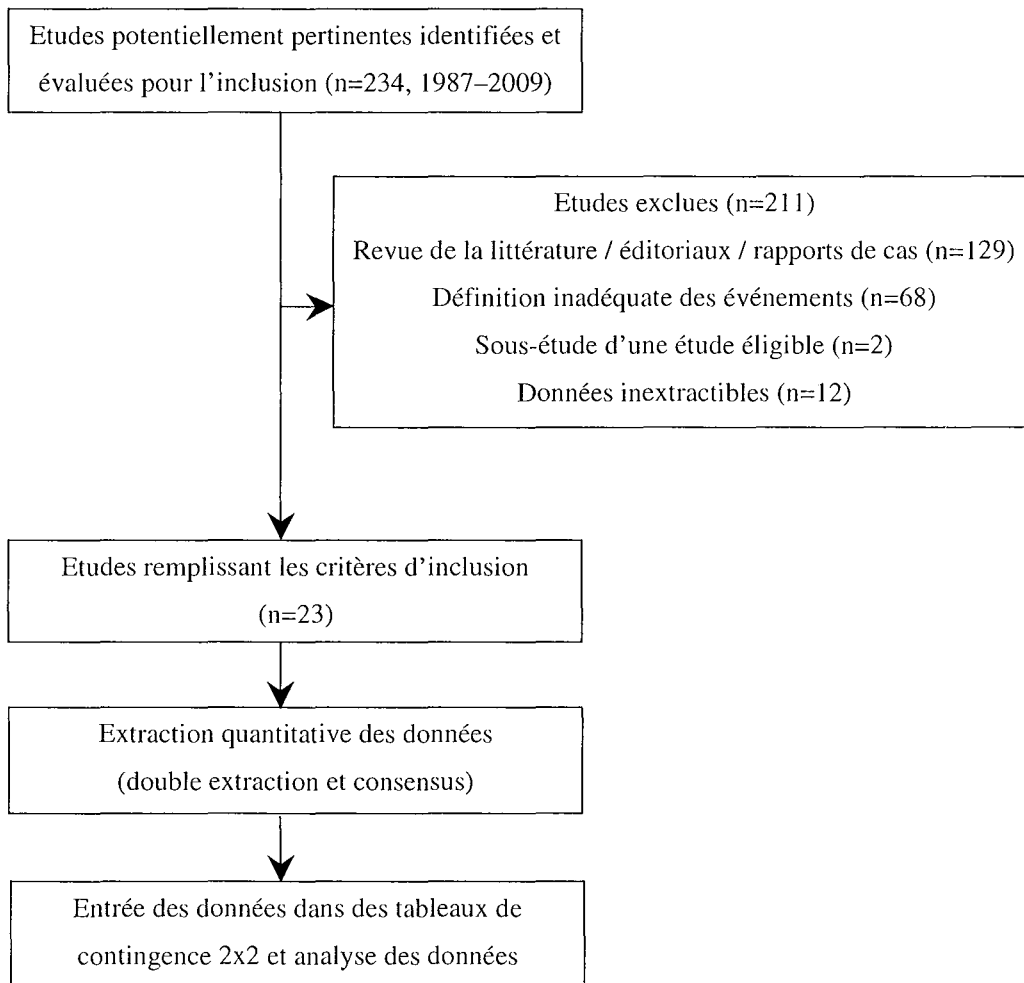 Etudes potentiellement pertinentes identifiées et
évaluées pour l'inclusion (n=234, 1987–2009)
Etudes exclues (n=211)
Revue de la littérature / éditoriaux / rapports de cas (n=129)
Définition inadéquate des événements (n=68)
Sous-étude d'une étude éligible (n=2)
Données inextractibles (n=12)
Etudes remplissant les critères d'inclusion
(n=23)
Extraction quantitative des données
(double extraction et consensus)
Entrée des données dans des tableaux de
contingence 2x2 et analyse des données